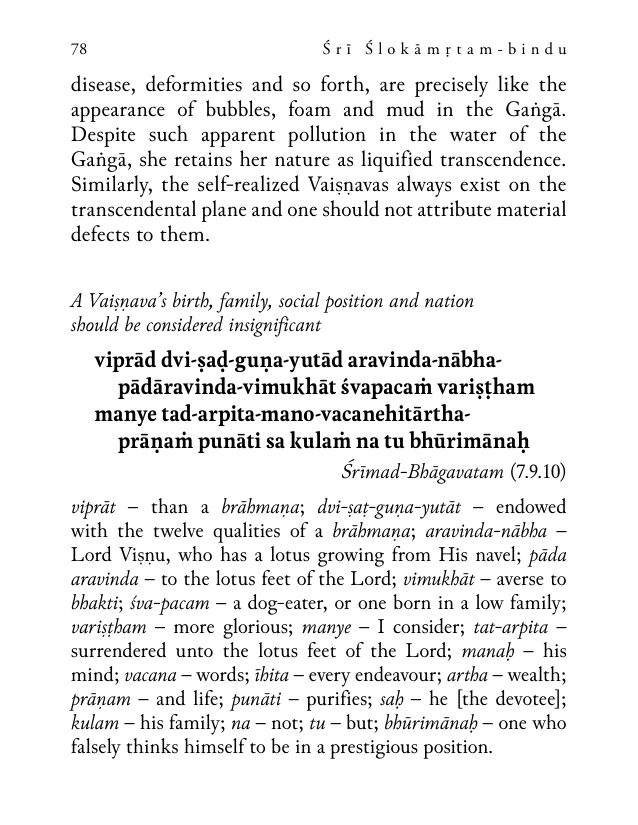 78 Śrī Ślokāmṛtam-bindu
disease, deformities and so forth, are precisely like the
appearance of bubbles, foam and mud in the Gaṅgā.
Despite such apparent pollution in the water of the
Gaṅgā, she retains her nature as liquified transcendence.
Similarly, the self-realized Vaiṣṇavas always exist on the
transcendental plane and one should not attribute material
defects to them.
A Vaiṣṇava’s birth, family, social position and nation
should be considered insignificant
viprād dvi-ṣaḍ-guṇa-yutād aravinda-nābha-
pādāravinda-vimukhāt śvapacaṁ variṣṭham
manye tad-arpita-mano-vacanehitārtha-
prāṇaṁ punāti sa kulaṁ na tu bhūrimānaḥ
Śrīmad-Bhāgavatam (7.9.10)
viprāt – than a brāhmaṇa; dvi-ṣaṭ-guṇa-yutāt – endowed
with the twelve qualities of a brāhmaṇa; aravinda-nābha –
Lord Viṣṇu, who has a lotus growing from His navel; pāda
aravinda – to the lotus feet of the Lord; vimukhāt – averse to
bhakti; śva-pacam – a dog-eater, or one born in a low family;
variṣṭham – more glorious; manye – I consider; tat-arpita –
surrendered unto the lotus feet of the Lord; manaḥ – his
mind; vacana – words; īhita – every endeavour; artha – wealth;
prāṇam – and life; punāti – purifies; saḥ – he [the devotee];
kulam – his family; na – not; tu – but; bhūrimānaḥ – one who
falsely thinks himself to be in a prestigious position.